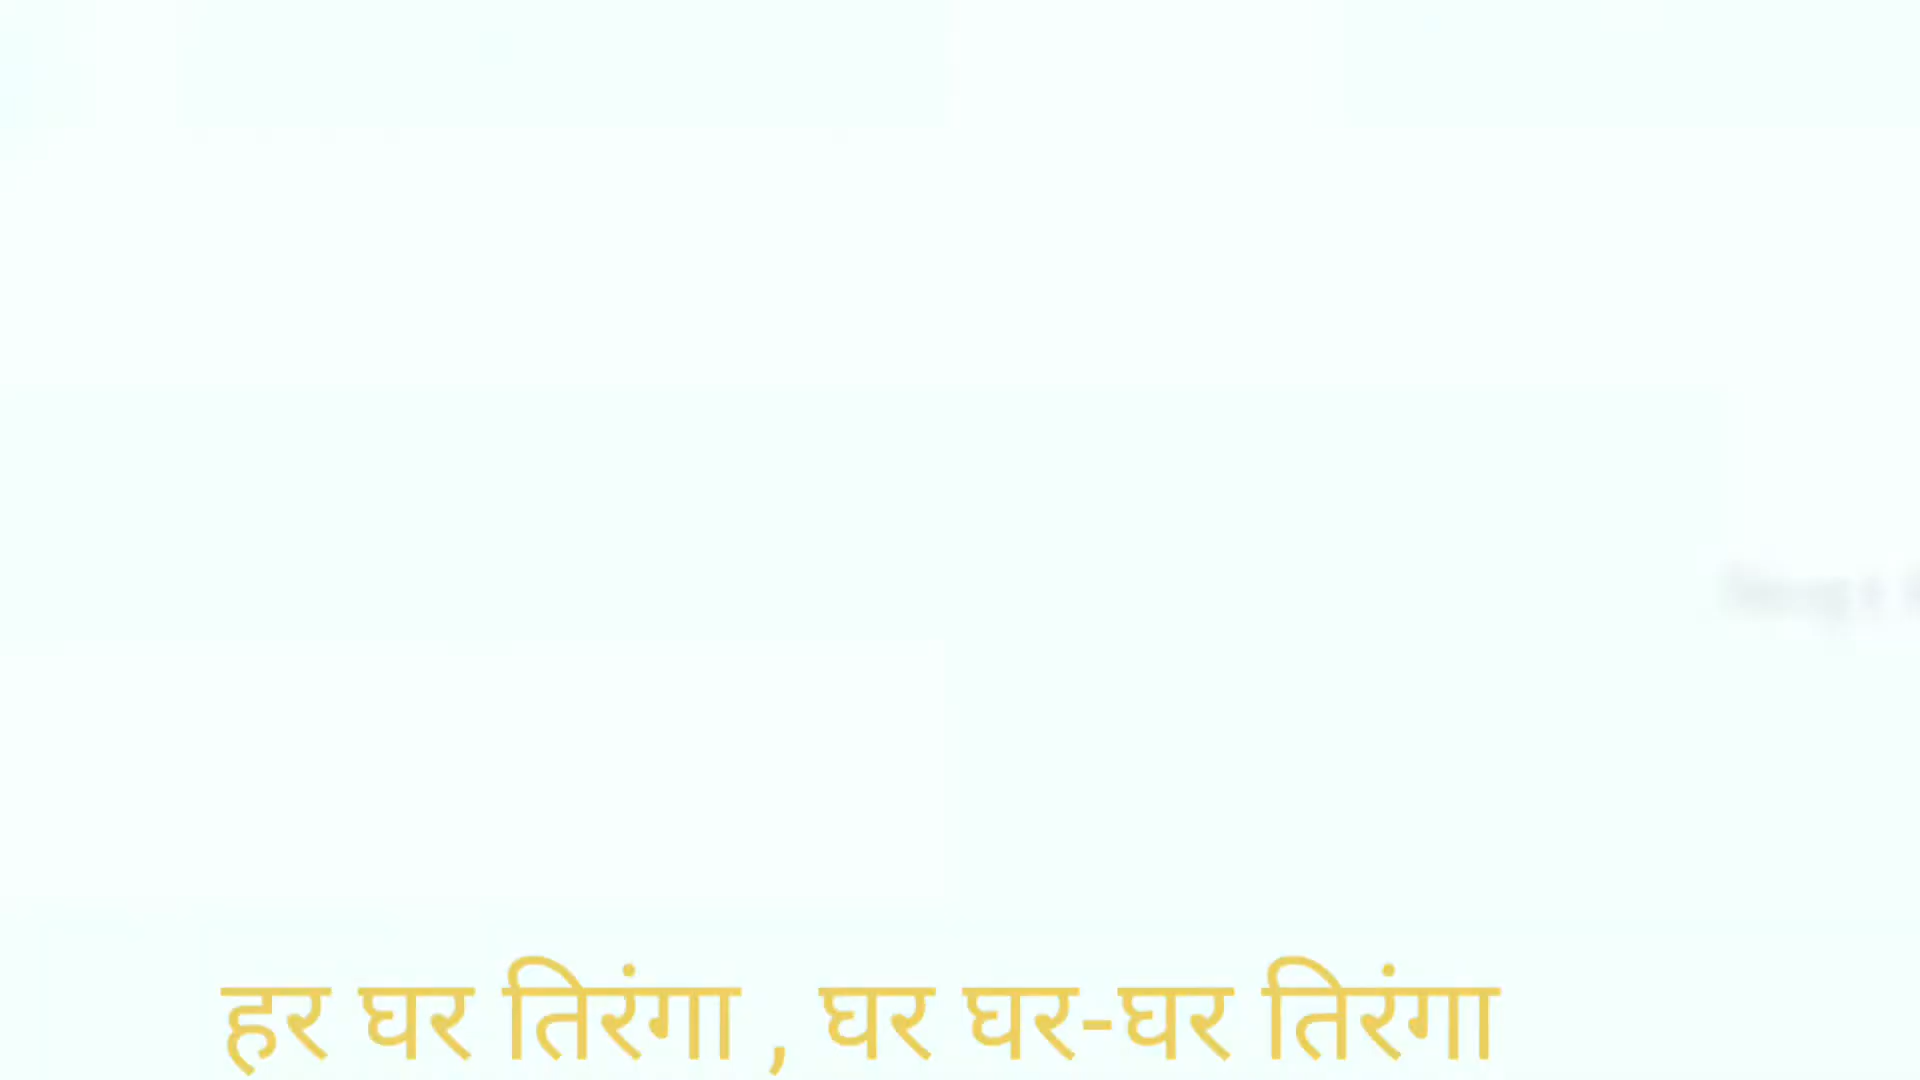 हर घर तिरंगा , घर घर-घर तिरंगा